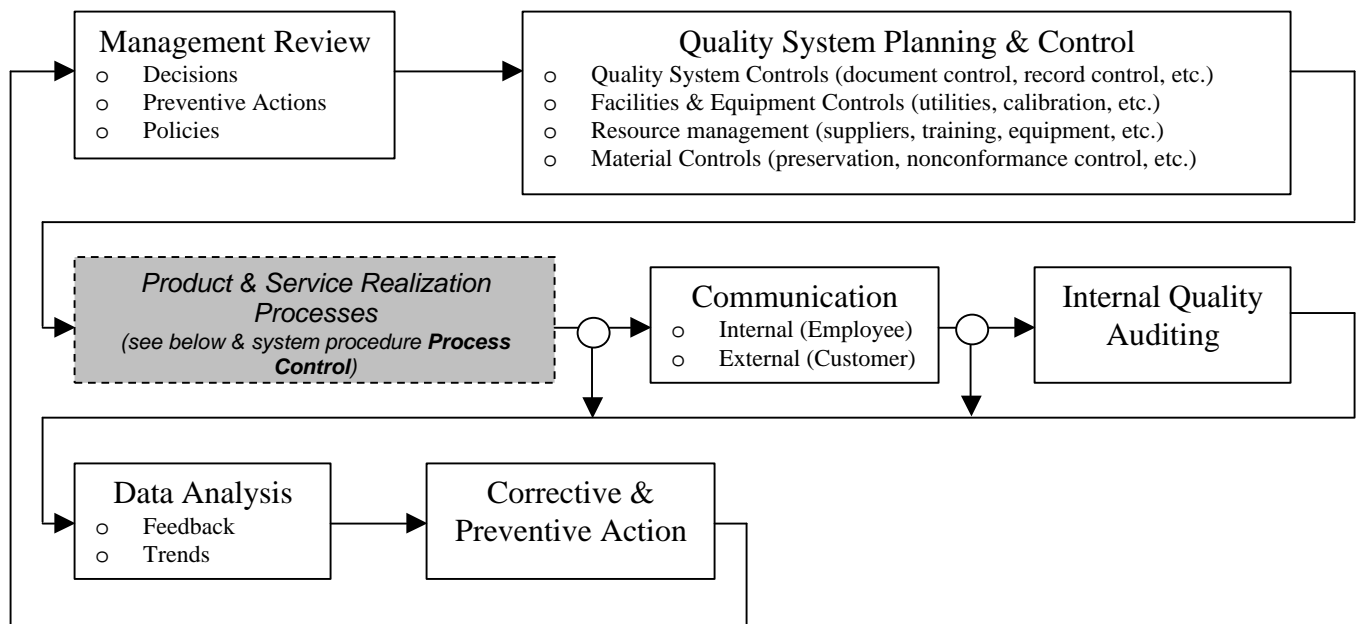 Management Review
o Decisions
o Preventive Actions
o Policies
Quality System Planning & Control
o Quality System Controls (document control, record control, etc.)
o Facilities & Equipment Controls (utilities, calibration, etc.)
o Resource management (suppliers, training, equipment, etc.)
o Material Controls (preservation, nonconformance control, etc.)
Product & Service Realization
Processes
(see below & system procedure Process
Control)
Communication
o Internal (Employee)
o External (Customer)
Internal Quality
Auditing
Data Analysis
o Feedback
o Trends
Corrective &
Preventive Action